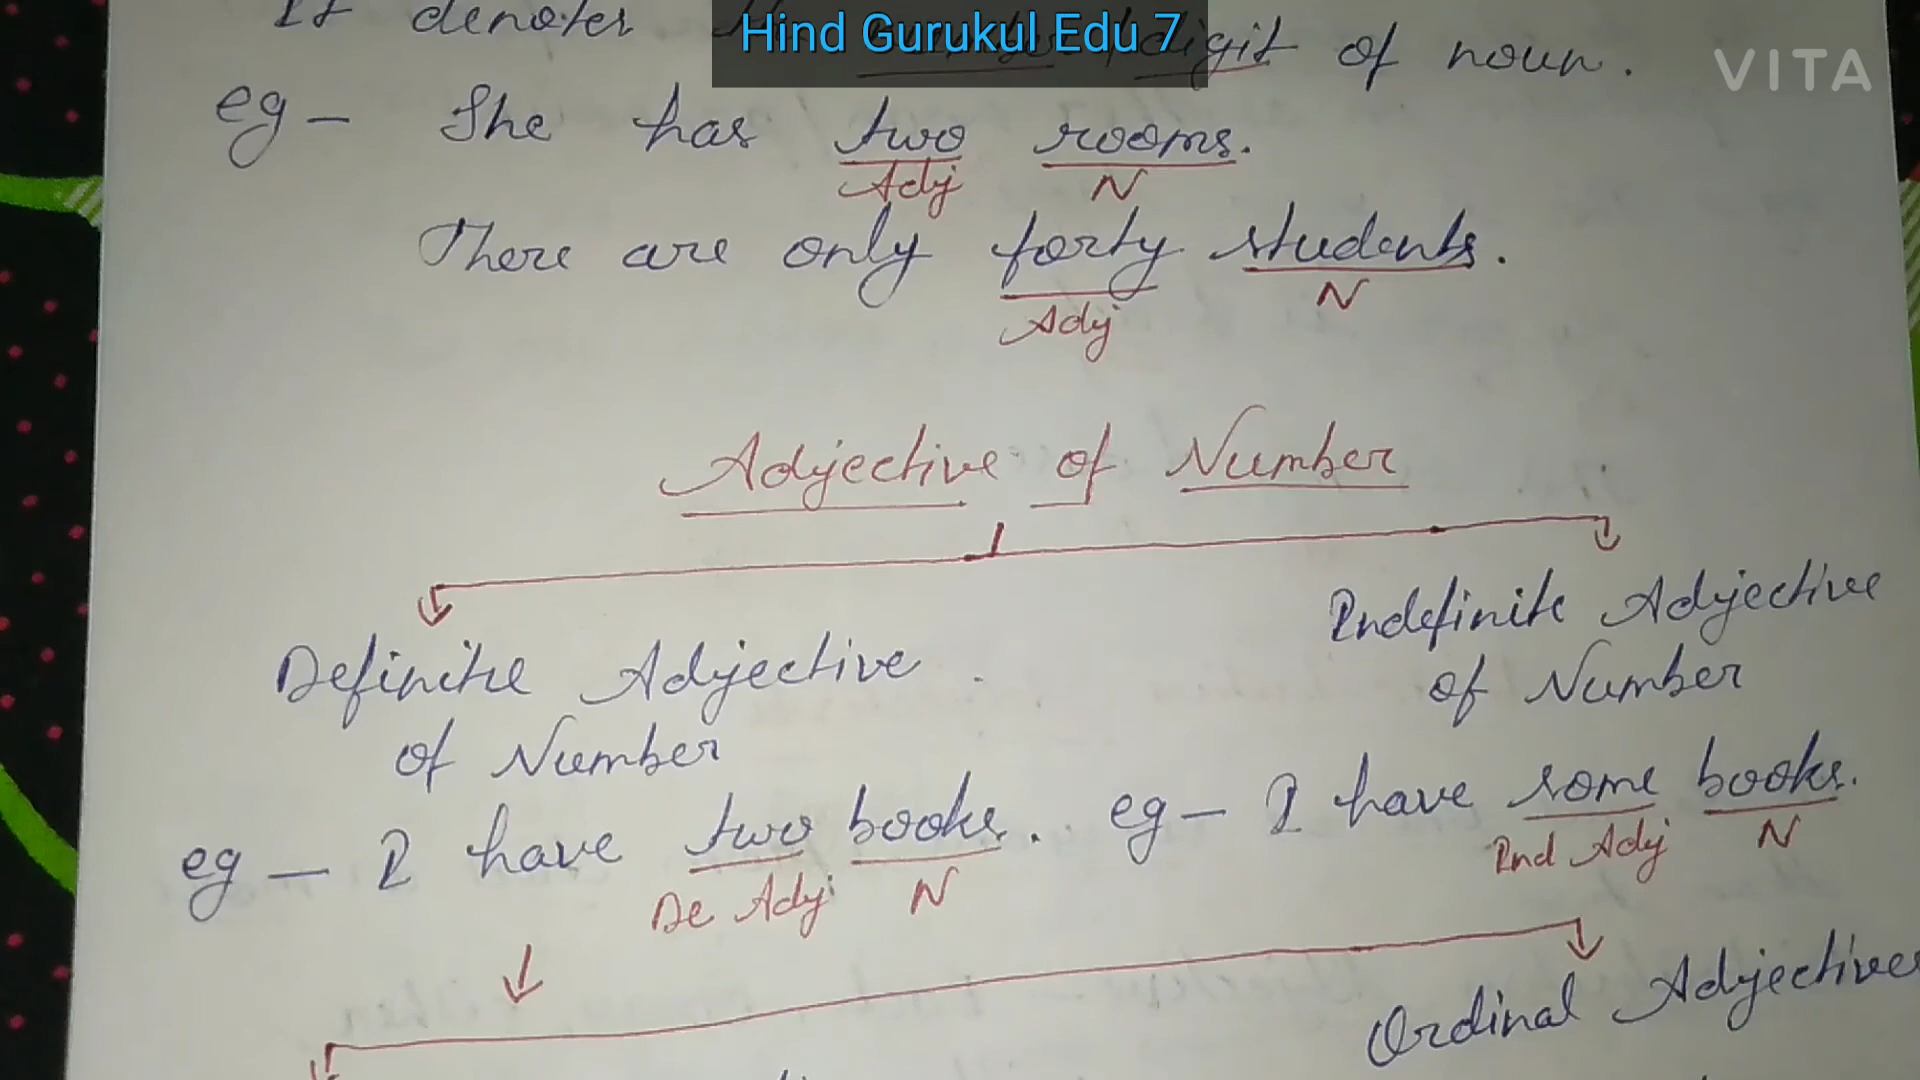 It denotes digit of noun.
Hind Gurukul Edu 7
VITA
eg – She has two rooms.
Adj N
There are only forty students.
Adj N
Adjective of Number
Definite Adjective of Number
Indefinite Adjective of Number
eg – I have two books.
De Adj N
eg – I have some books.
Ind Adj N
Ordinal Adjectives